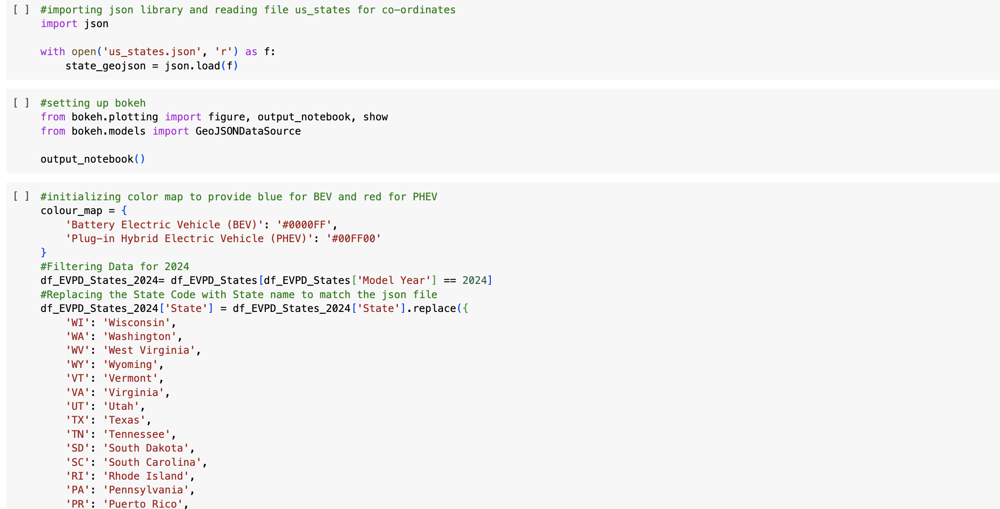 [ ] #importing json library and reading file us_states for co-ordinates
import json
with open('us_states.json', 'r') as f:
state_geojson = json.load(f)
[ ] #setting up bokeh
from bokeh.plotting import figure, output_notebook, show
from bokeh.models import GeoJSONDataSource
output_notebook()
[ ] #initializing color map to provide blue for BEV and red for PHEV
colour_map = {
'Battery Electric Vehicle (BEV)': '#0000FF',
'Plug-in Hybrid Electric Vehicle (PHEV)': '#00FF00'
}
#Filtering Data for 2024
df_EVPD_States_2024= df_EVPD_States[df_EVPD_States['Model Year'] == 2024]
#Replacing the State Code with State name to match the json file
df_EVPD_States_2024['State'] = df_EVPD_States_2024['State'].replace({
'WI': 'Wisconsin',
'WA': 'Washington',
'WV': 'West Virginia',
'WY': 'Wyoming',
'VT': 'Vermont',
'VA': 'Virginia',
'UT': 'Utah',
'TX': 'Texas',
'TN': 'Tennessee',
'SD': 'South Dakota',
'SC': 'South Carolina',
'RI': 'Rhode Island',
'PA': 'Pennsylvania',
'PR': 'Puerto Rico',